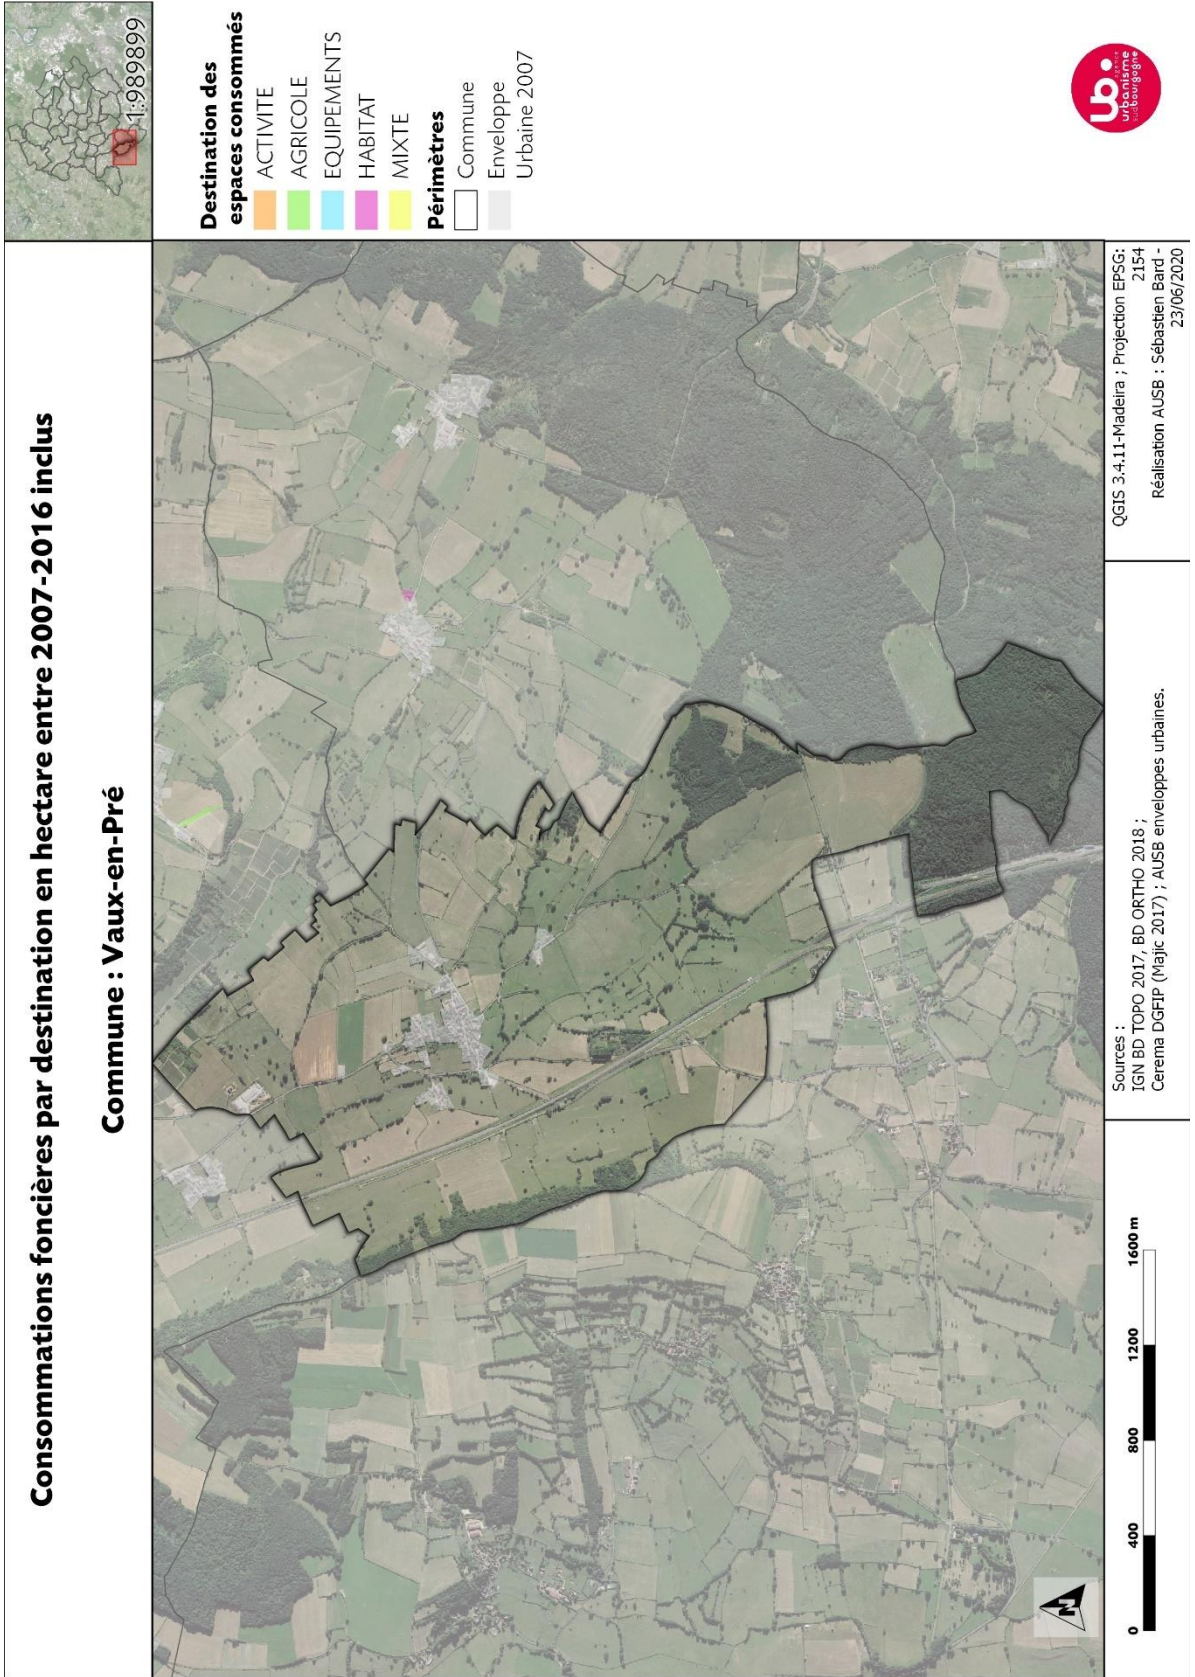 Consommations foncières par destination en hectare entre 2007-2016 inclus
Commune : Vaux-en-Pré
1:989899
Destination des
espaces consommés
ACTIVITE
AGRICOLE
EQUIPEMENTS
HABITAT
MIXTE
Périmètres
Commune
Enveloppe
Urbaine 2007
N
0 400 800 1200 1600 m
Sources :
IGN BD TOPO 2017, BD ORTHO 2018 ;
Cerema DGFIP (Majic 2017) ; AUSB enveloppes urbaines.
QGIS 3.4.11-Madeira ; Projection EPSG:
2154
Réalisation AUSB : Sébastien Bard -
23/06/2020
Ub.
agence
urbanisme
sudbourgogne